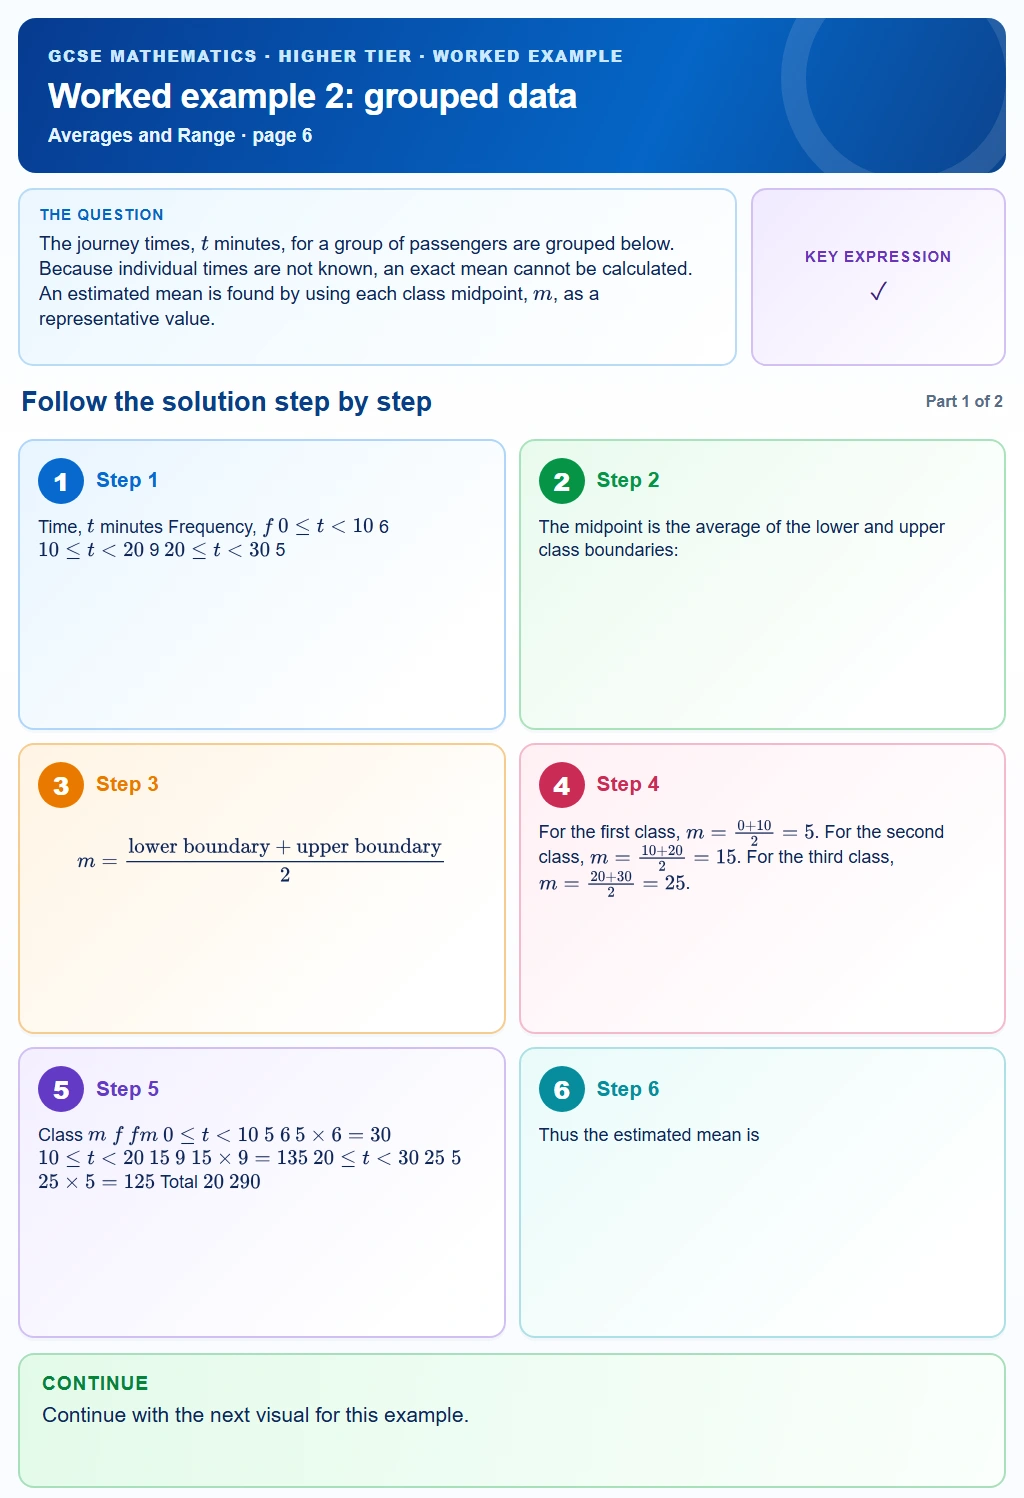 GCSE MATHEMATICS · HIGHER TIER · WORKED EXAMPLE
Worked example 2: grouped data
Averages and Range · page 6
THE QUESTION
The journey times, t minutes, for a group of passengers are grouped below.
Because individual times are not known, an exact mean cannot be calculated.
An estimated mean is found by using each class midpoint, m, as a
representative value.
KEY EXPRESSION
✓
Follow the solution step by step
Part 1 of 2
1 Step 1
Time, t minutes Frequency, f 0 ≤ t < 10 6
10 ≤ t < 20 9 20 ≤ t < 30 5
2 Step 2
The midpoint is the average of the lower and upper
class boundaries:
3 Step 3
m = \frac{lower boundary + upper boundary}{2}
4 Step 4
For the first class, m = \frac{0+10}{2} = 5. For the second
class, m = \frac{10+20}{2} = 15. For the third class,
m = \frac{20+30}{2} = 25.
5 Step 5
Class m f fm 0 ≤ t < 10 5 6 5 × 6 = 30
10 ≤ t < 20 15 9 15 × 9 = 135 20 ≤ t < 30 25 5
25 × 5 = 125 Total 20 290
6 Step 6
Thus the estimated mean is
CONTINUE
Continue with the next visual for this example.